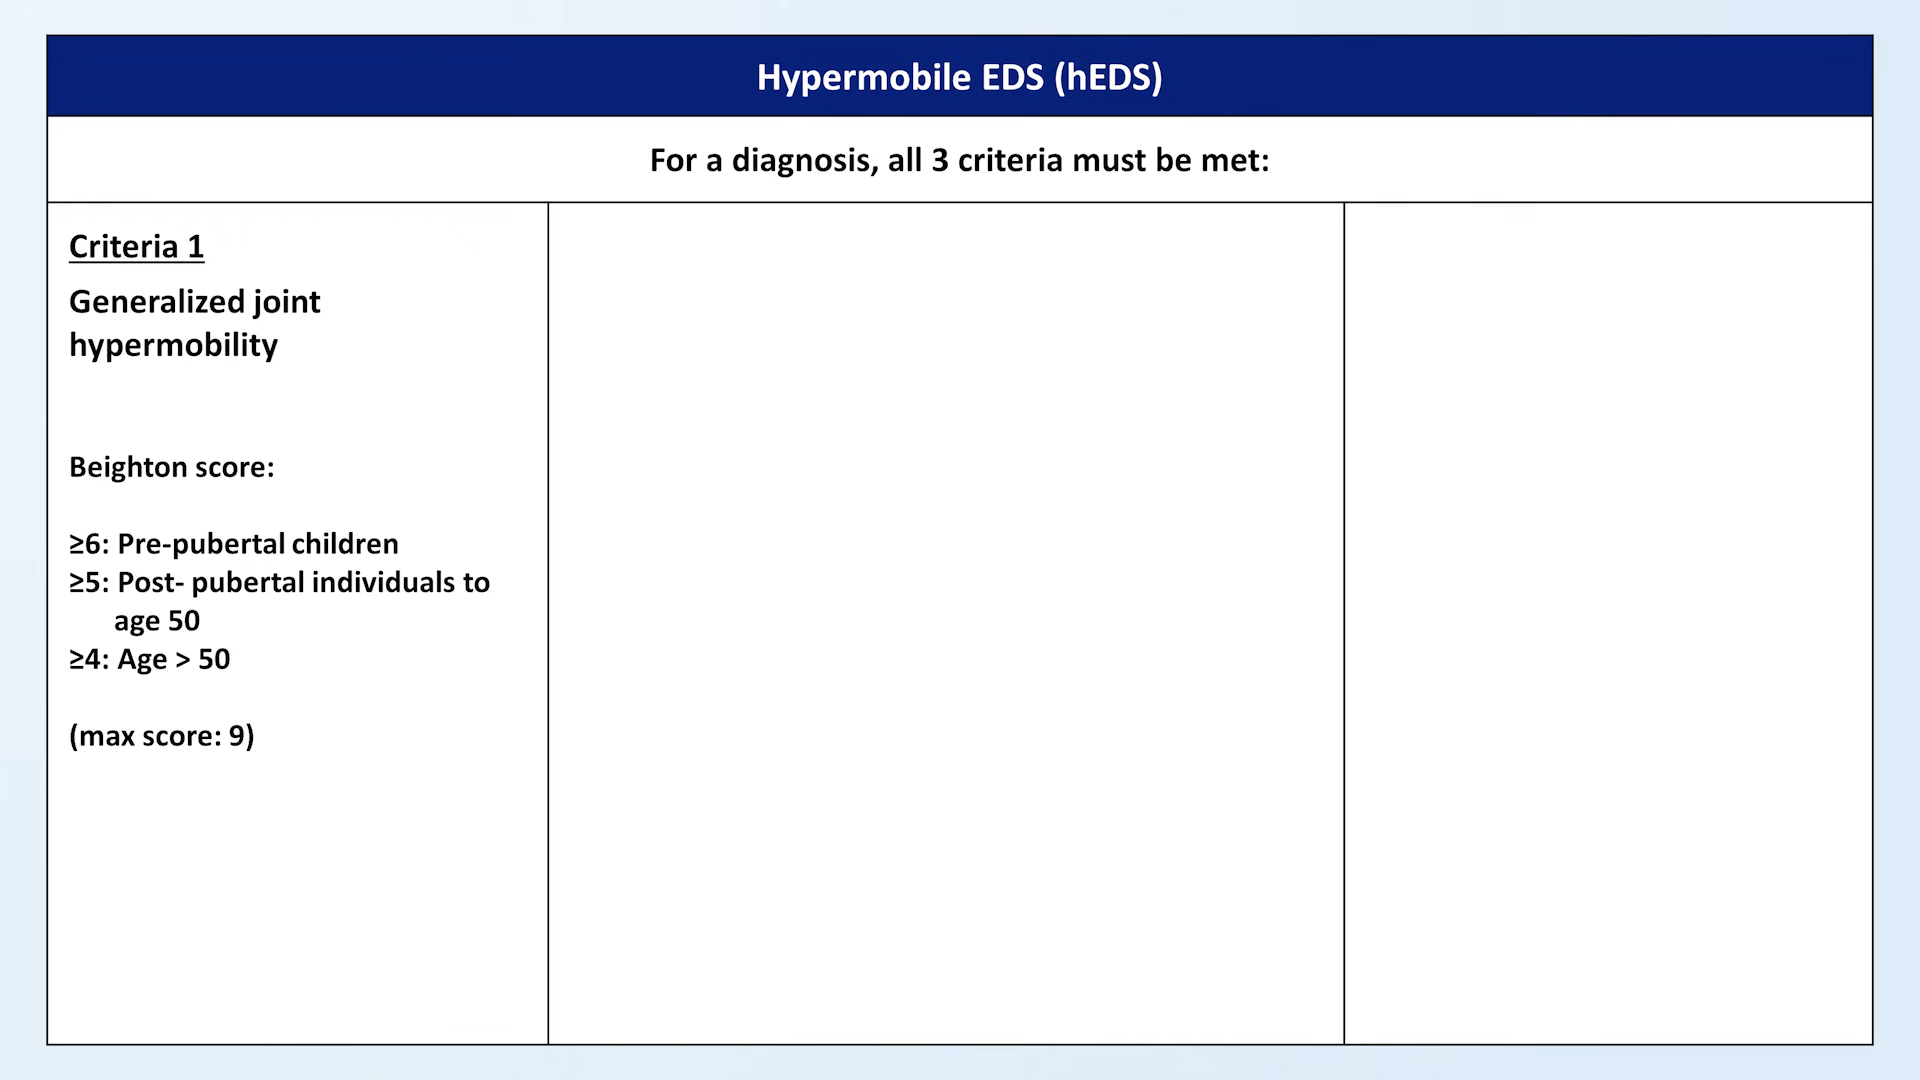 Hypermobile EDS (hEDS)
For a diagnosis, all 3 criteria must be met:
Criteria 1
Generalized joint
hypermobility
Beighton score:
≥6: Pre-pubertal children
≥5: Post- pubertal individuals to
age 50
≥4: Age > 50
(max score: 9)